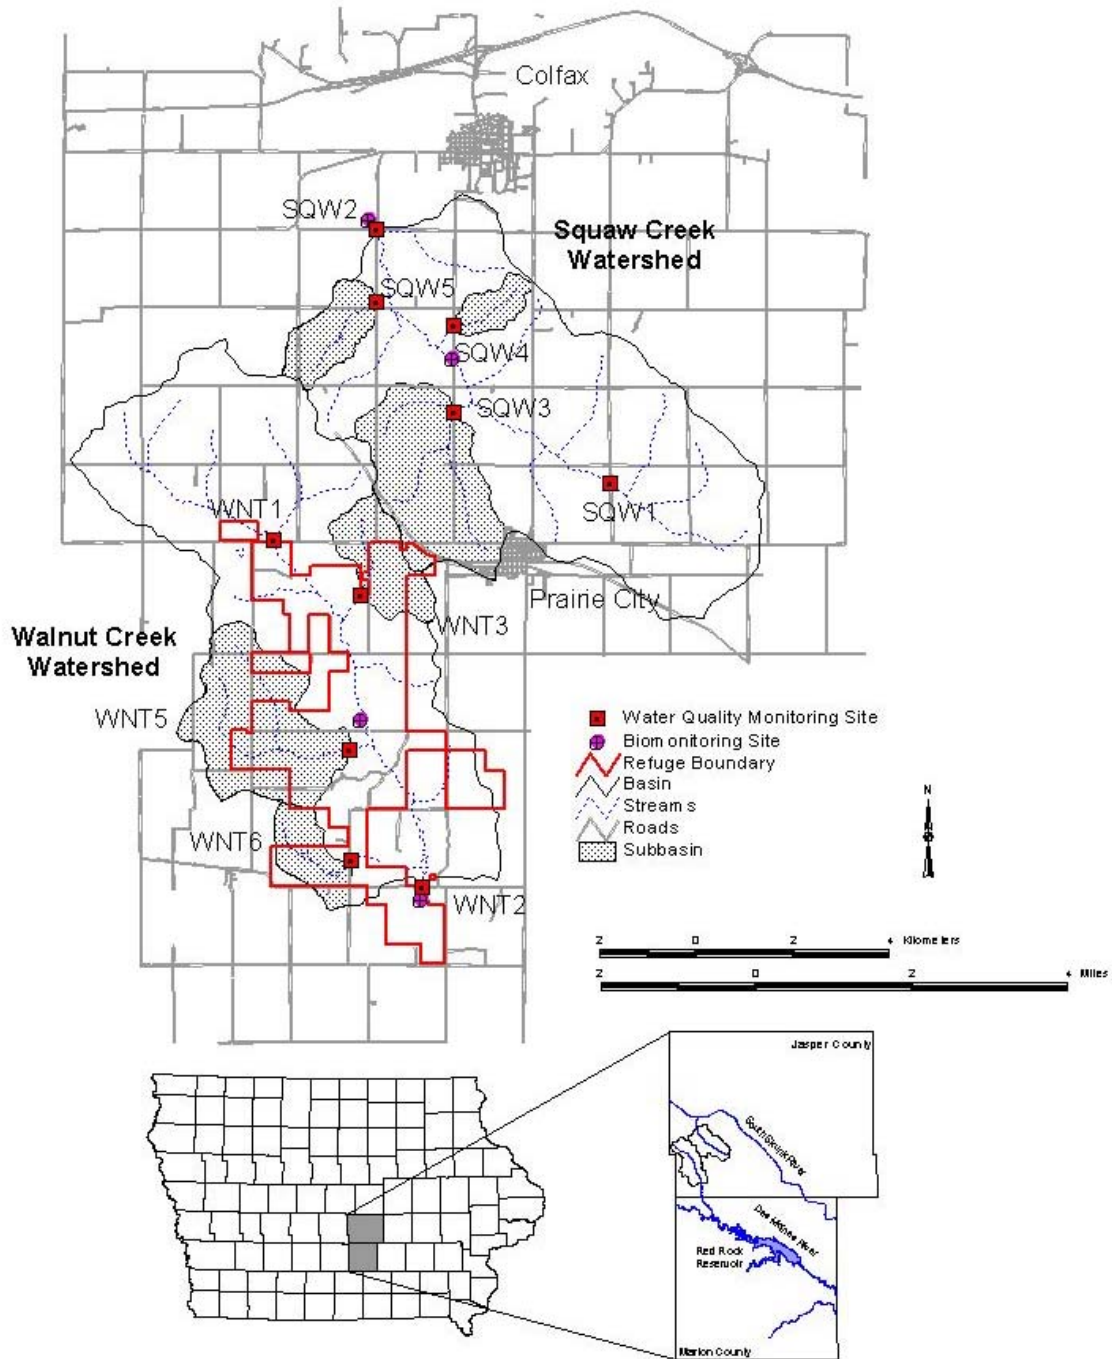 Colfax
SQW2
Squaw Creek
Watershed
SQW5
SQW4
SQW3
WNT1
SQW1
Prairie City
WNT3
Walnut Creek
Watershed
WNT5
Water Quality Monitoring Site
Biomonitoring Site
Refuge Boundary
Basin
Streams
Roads
Subbasin
N
WNT6
WNT2
2 0 2 4 Kilometers
2 0 2 4 Miles
Jasper County
South Skunk River
Des Moines River
Red Rock
Reservoir
Marion County